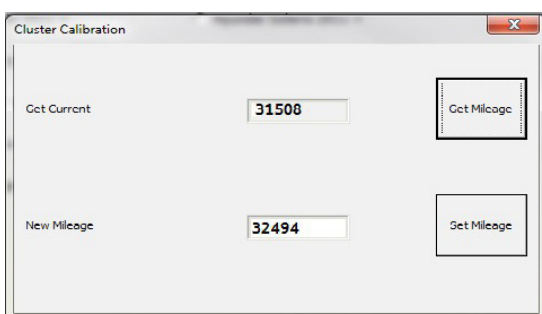 Cluster Calibration
Get Current
31508
Get Mileage
New Mileage
32494
Set Mileage